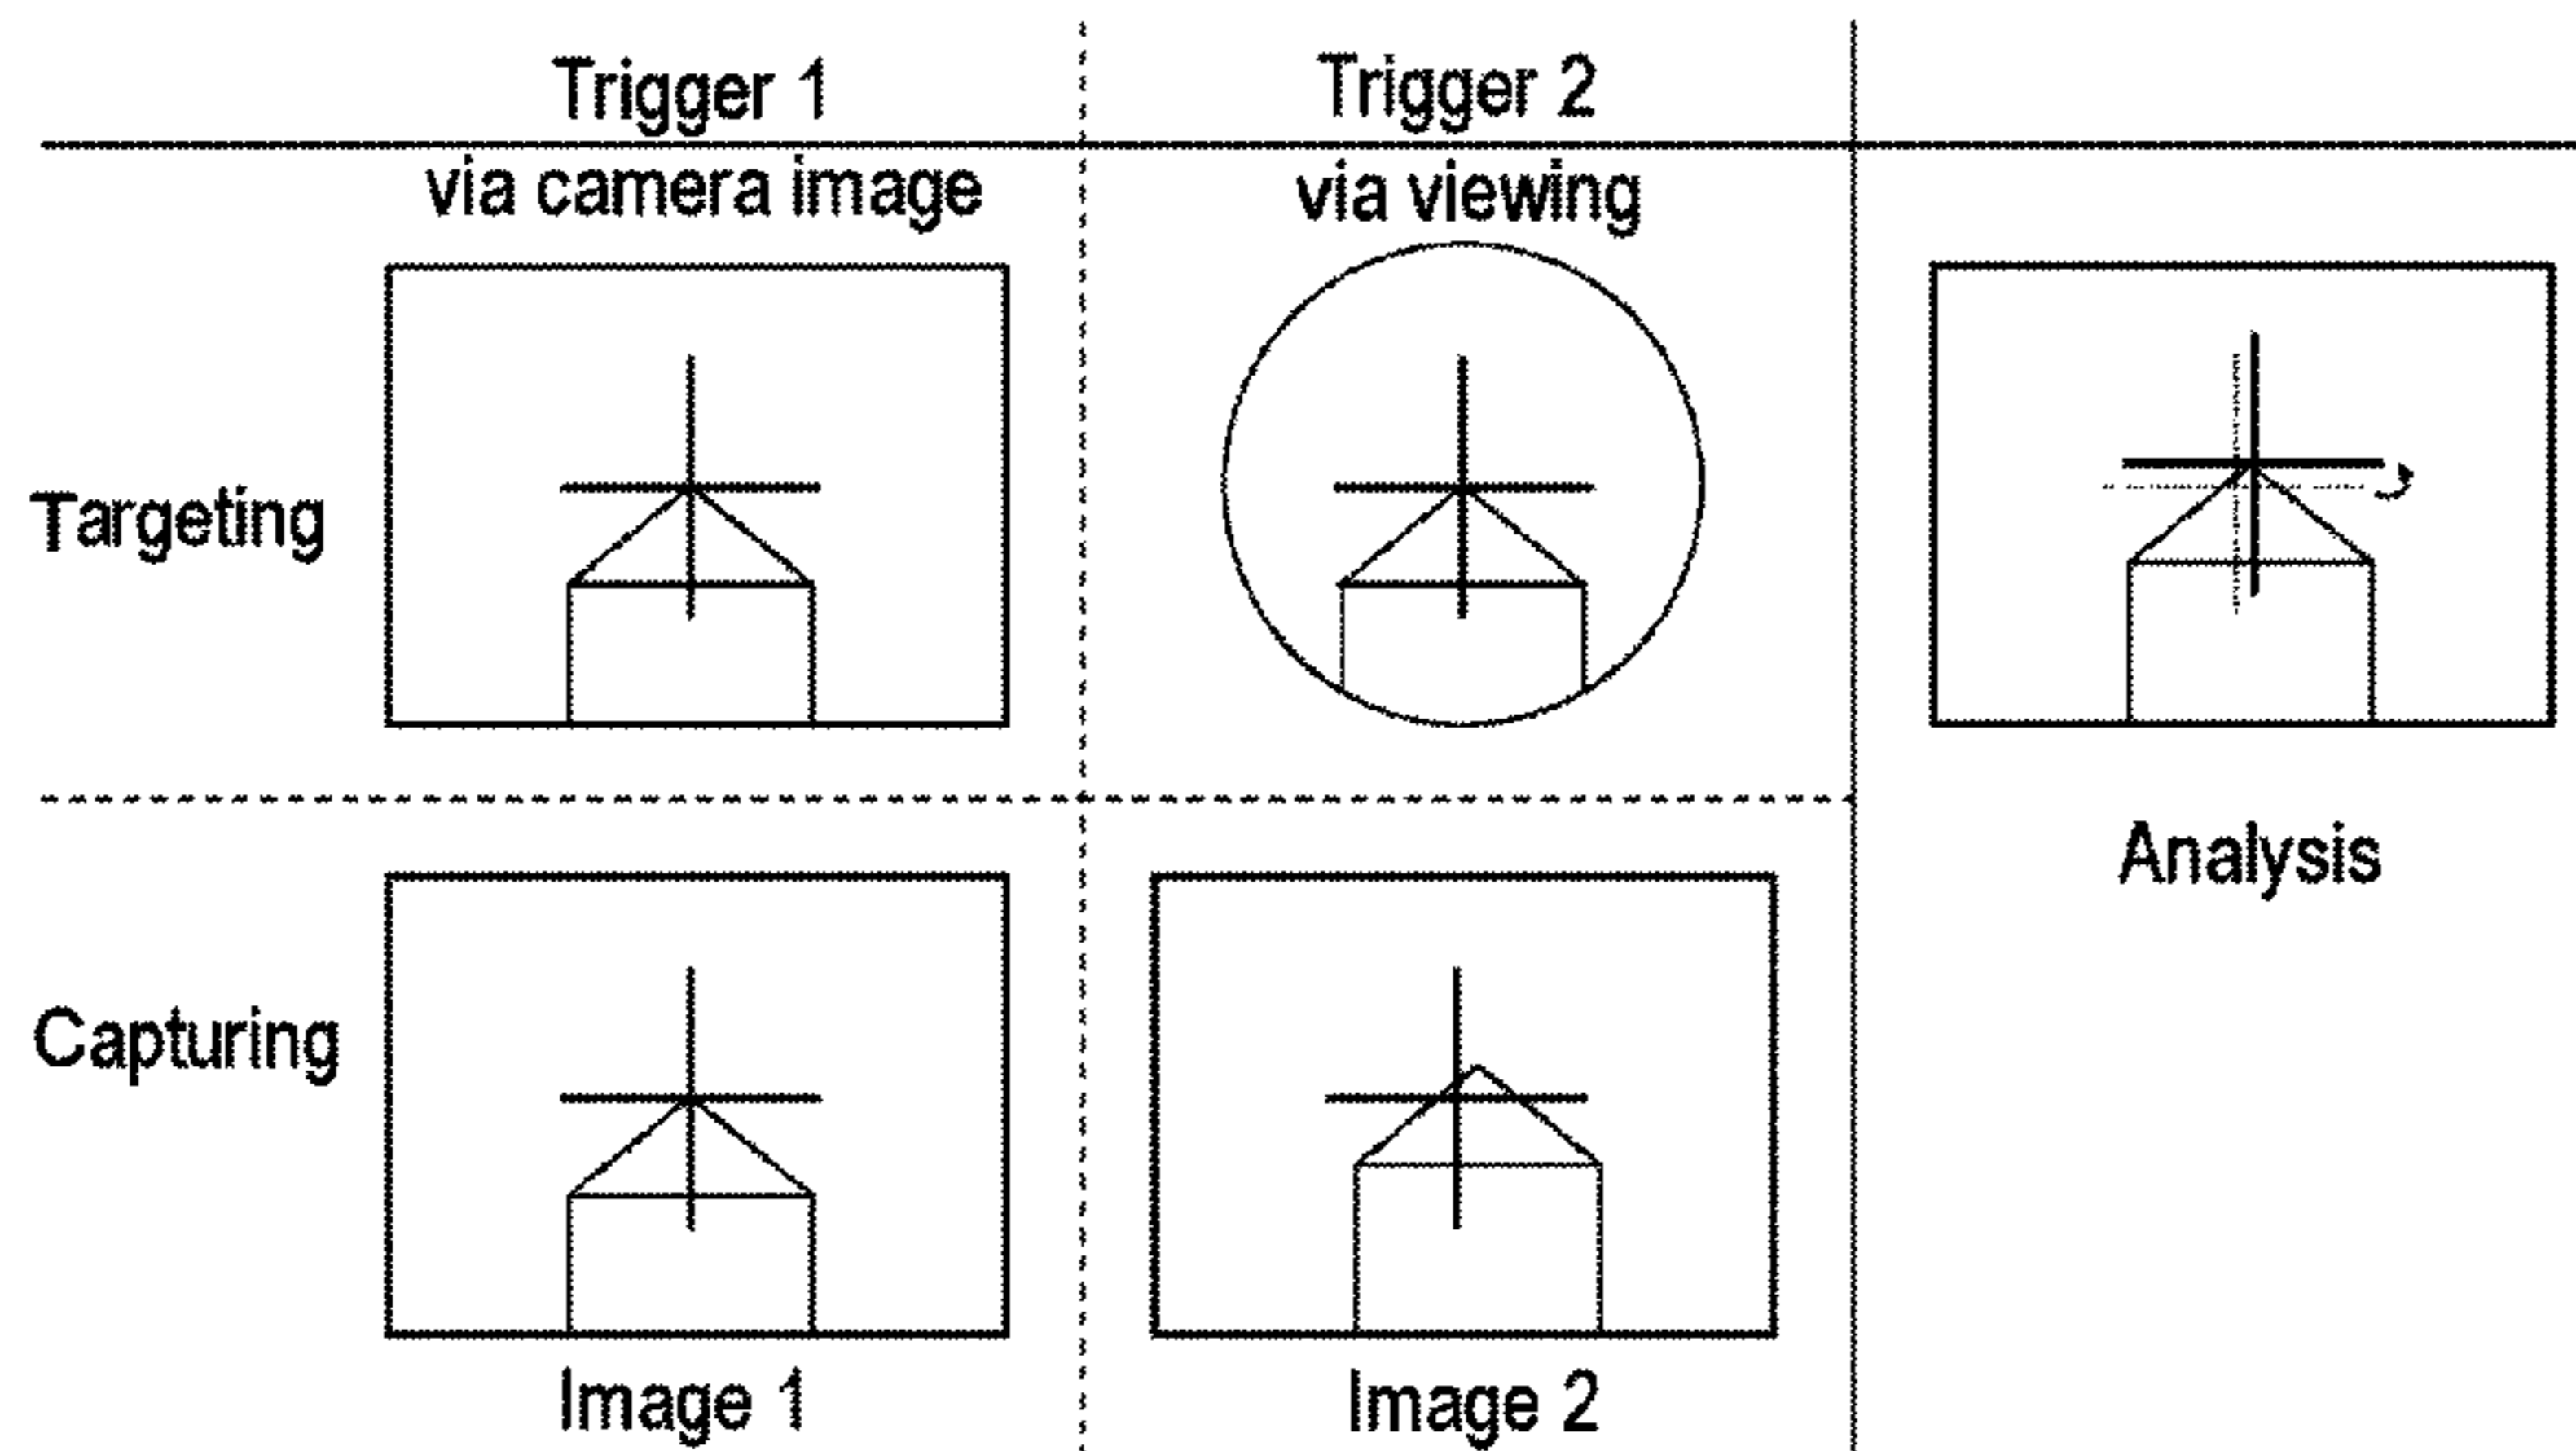 Trigger 1
Trigger 2
via camera image
via viewing
Targeting
Analysis
Capturing
Image 1
Image 2